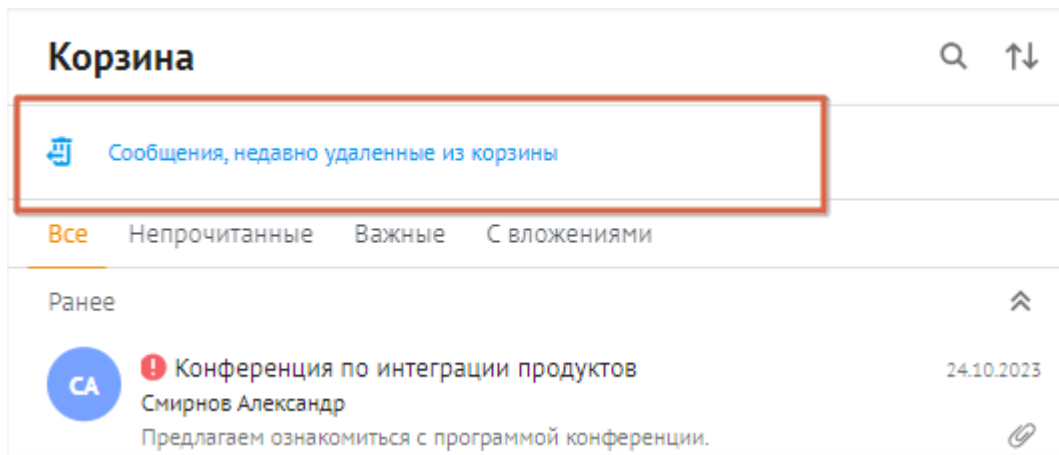 Корзина
Сообщения, недавно удаленные из корзины
Все Непрочитанные Важные С вложениями
Ранее
СА Конференция по интеграции продуктов 24.10.2023
Смирнов Александр
Предлагаем ознакомиться с программой конференции.